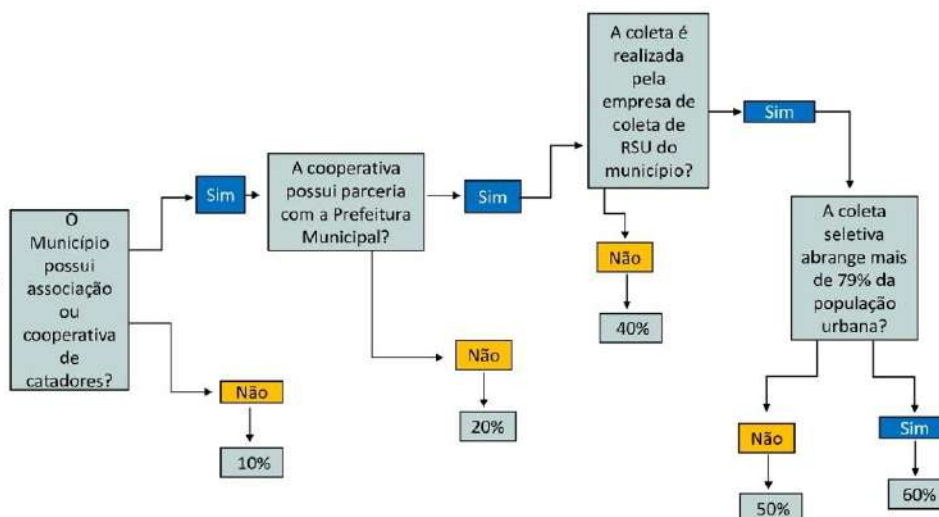 O
Município
possui
associação
ou
cooperativa
de
catadores?
Sim
Não
10%
A cooperativa
possui parceria
com a Prefeitura
Municipal?
Sim
Não
20%
A coleta é
realizada
pela
empresa de
coleta de
RSU do
município?
Não
40%
Sim
A coleta
seletiva
abrange mais
de 79% da
população
urbana?
Não
50%
Sim
60%